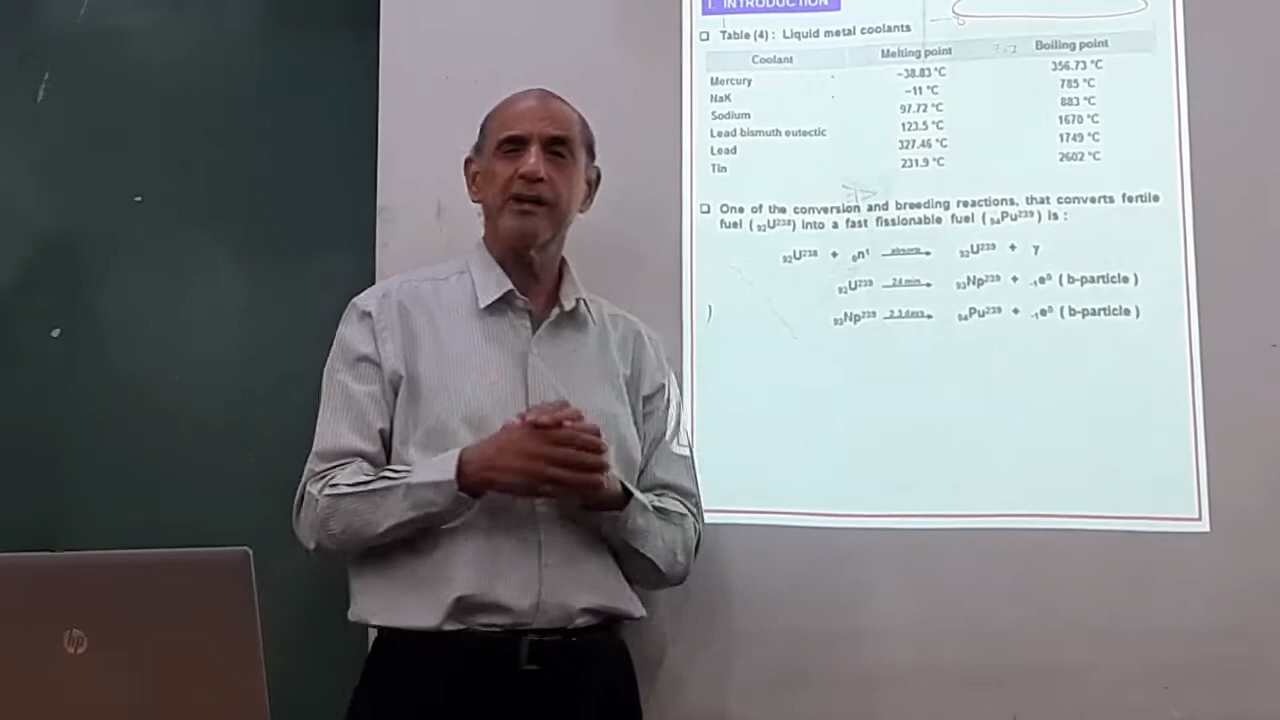 I. INTRODUCTION
❑ Table (4) : Liquid metal coolants
Coolant Melting point Boiling point
Mercury -38.83 °C 356.73 °C
NaK -11 °C 785 °C
Sodium 97.72 °C 883 °C
Lead-bismuth eutectic 123.5 °C 1670 °C
Lead 327.46 °C 1749 °C
Tin 231.9 °C 2602 °C
❑ One of the conversion and breeding reactions, that converts fertile
fuel ( ₉₂U²³⁸) into a fast fissionable fuel ( ₉₄Pu²³⁹ ) is :
₉₂U²³⁸ + ₀n¹ absorp ₉₂U²³⁹ + γ
₉₂U²³⁹ 24 min ₉₃Np²³⁹ + ₋₁e⁰ ( b-particle )
₉₃Np²³⁹ 2.3 days ₉₄Pu²³⁹ + ₋₁e⁰ ( b-particle )
hp